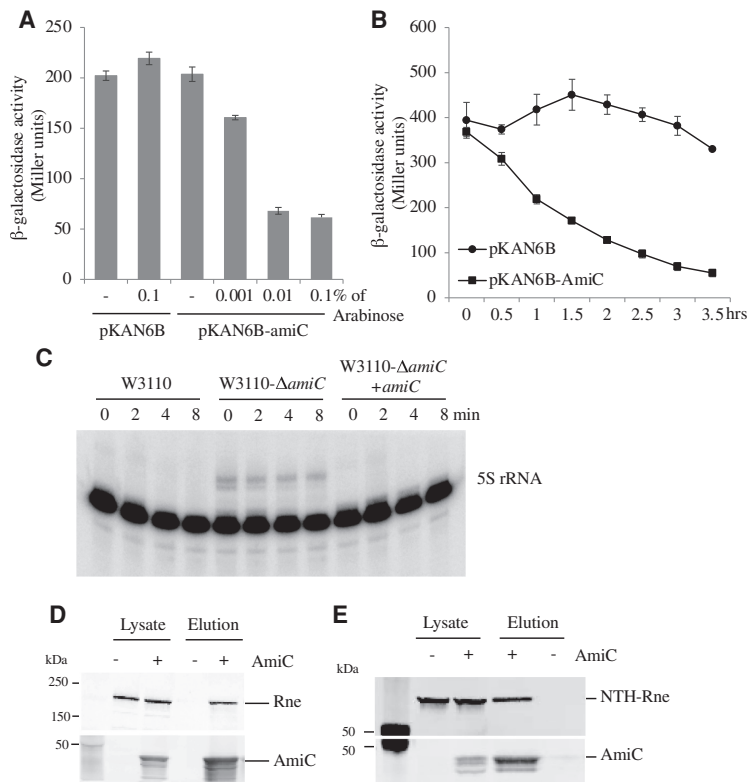 A
β-galactosidase activity
(Miller units)
250
200
150
100
50
0
- 0.1 - 0.001 0.01 0.1% of
Arabinose
pKAN6B pKAN6B-amiC
B
β-galactosidase activity
(Miller units)
600
400
300
200
100
0
pKAN6B
pKAN6B-AmiC
0 0.5 1 1.5 2 2.5 3 3.5 hrs
C
W3110 W3110-ΔamiC W3110-ΔamiC
+amiC
0 2 4 8 0 2 4 8 0 2 4 8 min
5S rRNA
D
Lysate Elution
kDa - + - + AmiC
250
150
Rne
50
AmiC
E
Lysate Elution
- + + - AmiC
kDa
NTH-Rne
50
50
AmiC